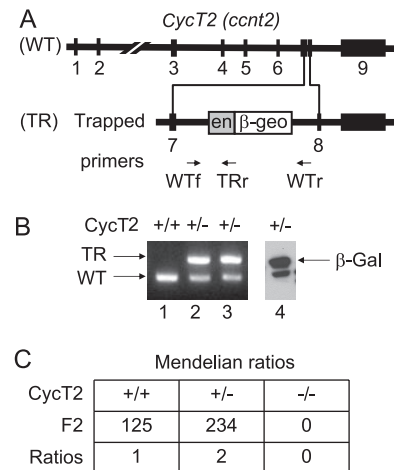 A
CycT2 (ccnt2)
(WT)
1 2 3 4 5 6 9
(TR) Trapped en β-geo
7 8
primers
WTf TRr WTr
B
CycT2 +/+ +/- +/- +/-
TR
β-Gal
WT
1 2 3 4
C
Mendelian ratios
CycT2 +/+ +/- -/-
F2 125 234 0
Ratios 1 2 0